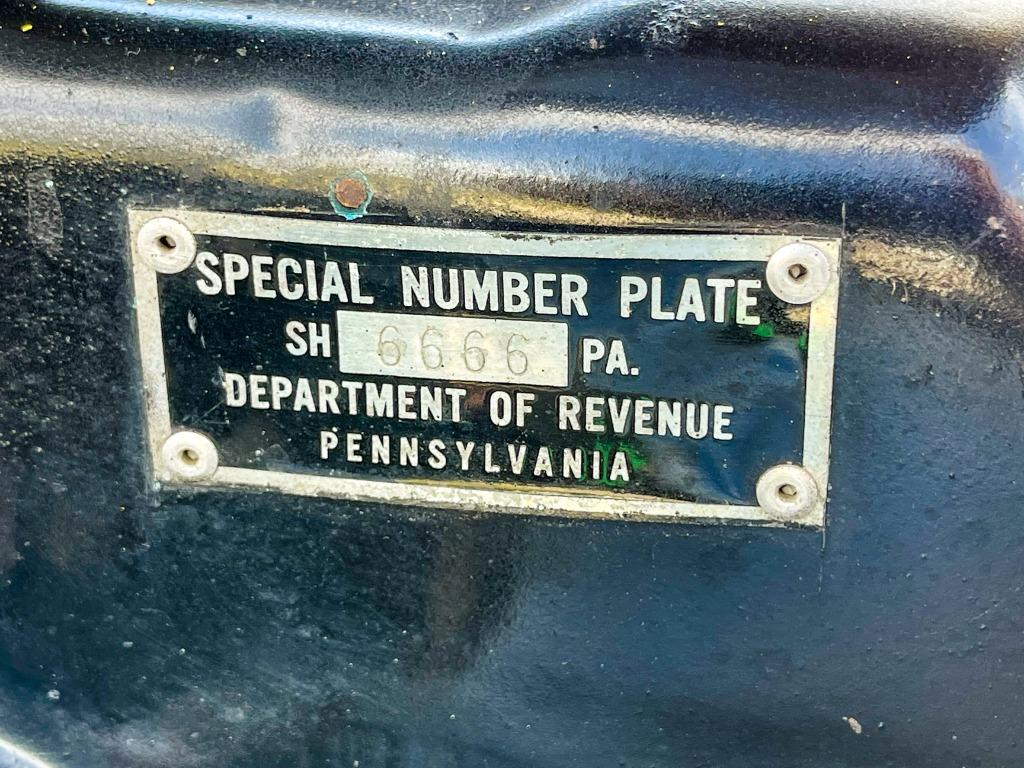 SPECIAL NUMBER PLATE
SH 6666 PA.
DEPARTMENT OF REVENUE
PENNSYLVANIA